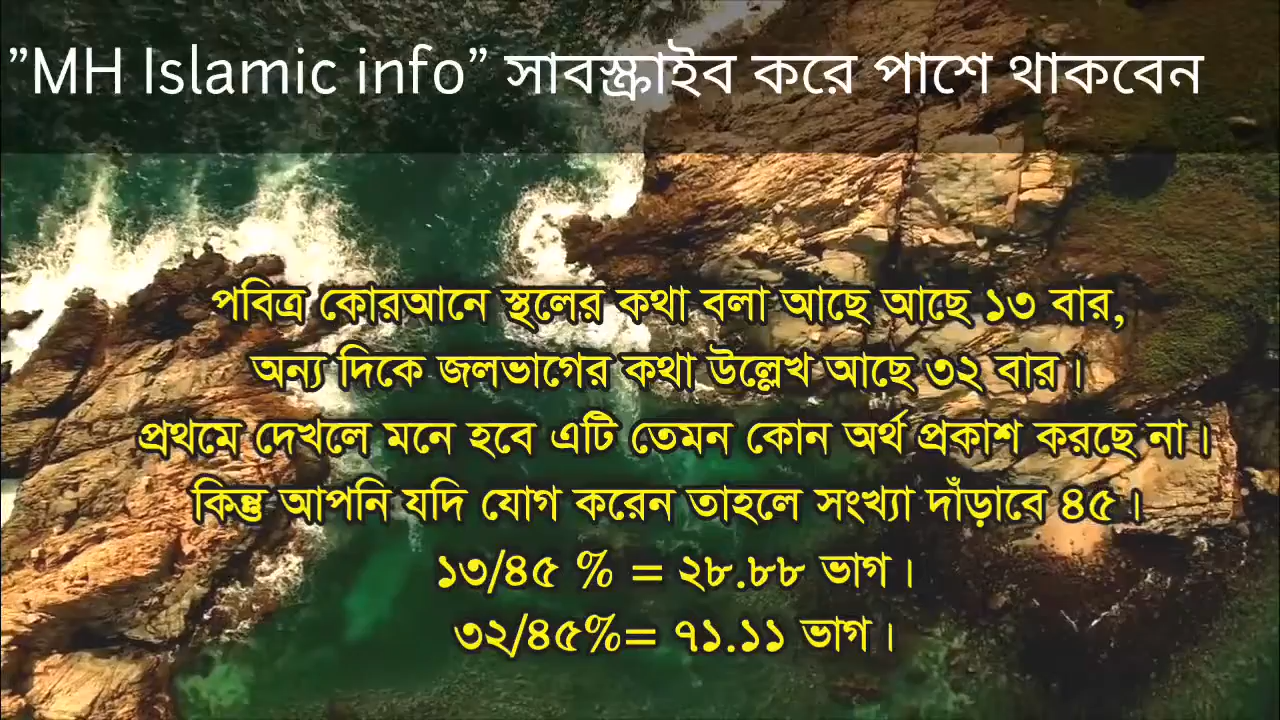 "MH Islamic info" সাবস্ক্রাইব করে পাশে থাকবেন
পবিত্র কোরআনে স্থলের কথা বলা আছে আছে ১৩ বার,
অন্য দিকে জলভাগের কথা উল্লেখ আছে ৩২ বার।
প্রথমে দেখলে মনে হবে এটি তেমন কোন অর্থ প্রকাশ করছে না।
কিন্তু আপনি যদি যোগ করেন তাহলে সংখ্যা দাঁড়াবে ৪৫।
১৩/৪৫ % = ২৮.৮৮ ভাগ।
৩২/৪৫%= ৭১.১১ ভাগ।